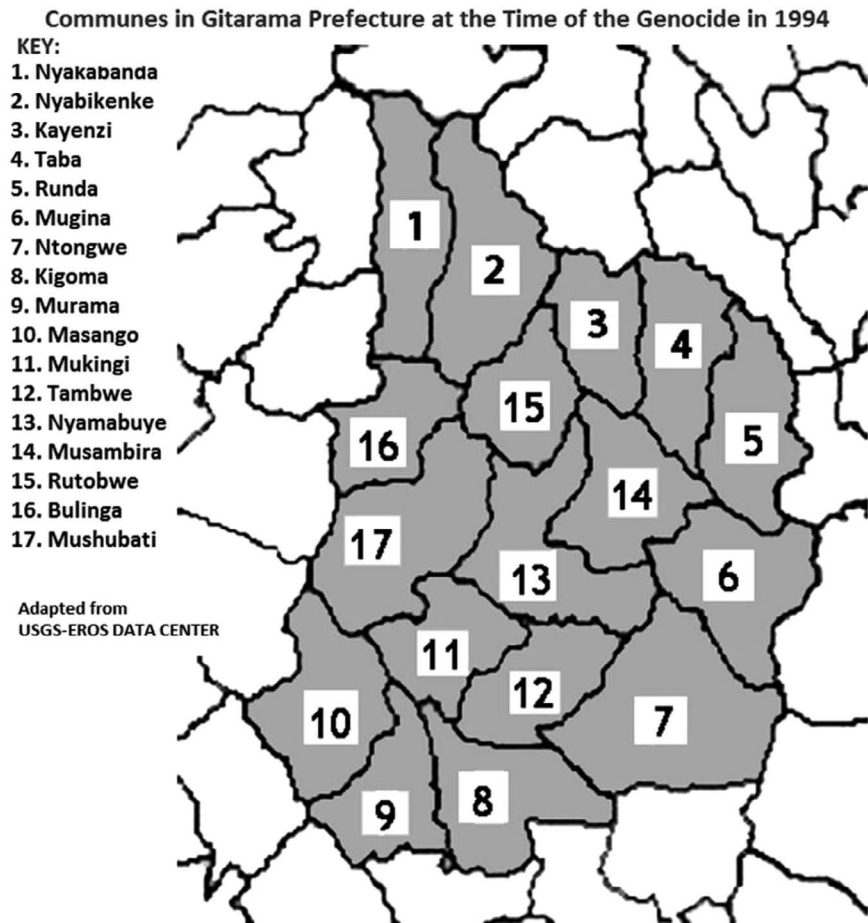 Communes in Gitarama Prefecture at the Time of the Genocide in 1994
KEY:
1. Nyakabanda
2. Nyabikenke
3. Kayenzi
4. Taba
5. Runda
6. Mugina
7. Ntongwe
8. Kigoma
9. Murama
10. Masango
11. Mukingi
12. Tambwe
13. Nyamabuye
14. Musambira
15. Rutobwe
16. Bulinga
17. Mushubati
Adapted from
USGS-EROS DATA CENTER
1
2
3
4
15
5
16
14
17
13
6
11
12
10
7
9
8